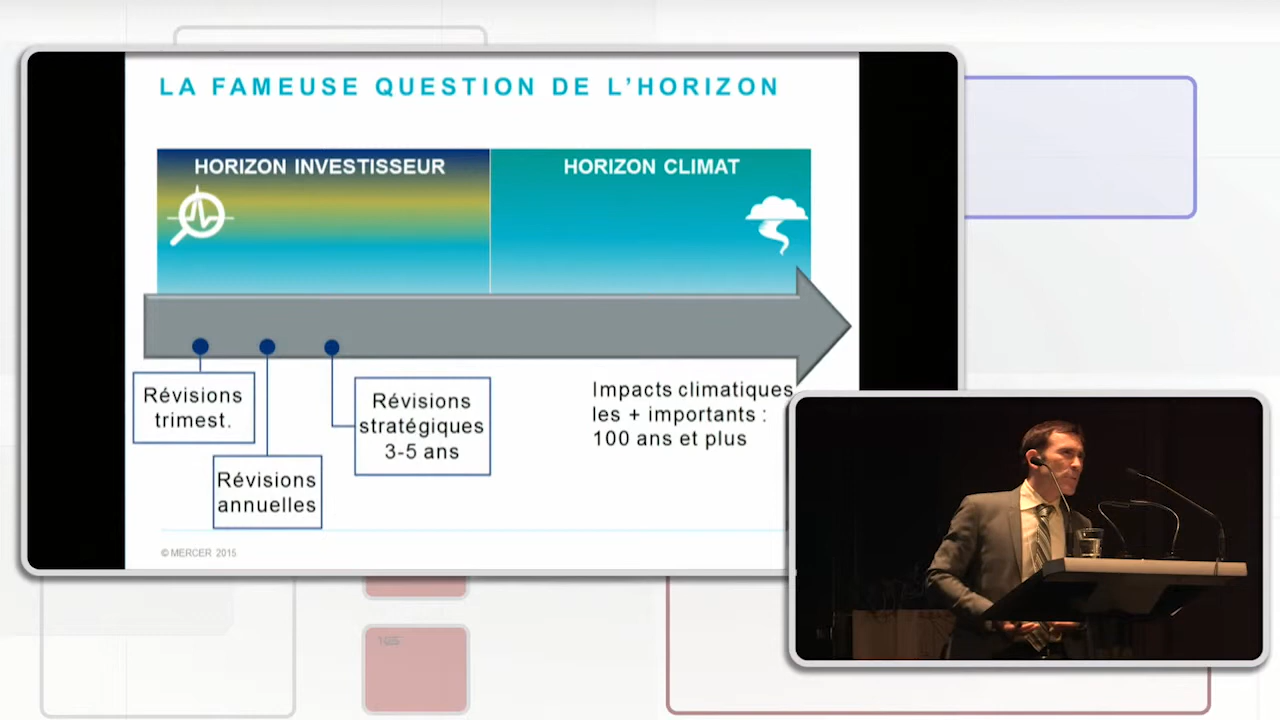 LA FAMEUSE QUESTION DE L'HORIZON
HORIZON INVESTISSEUR
HORIZON CLIMAT
Révisions
trimest.
Révisions
annuelles
Révisions
stratégiques
3-5 ans
Impacts climatiques
les + importants :
100 ans et plus
© MERCER 2015